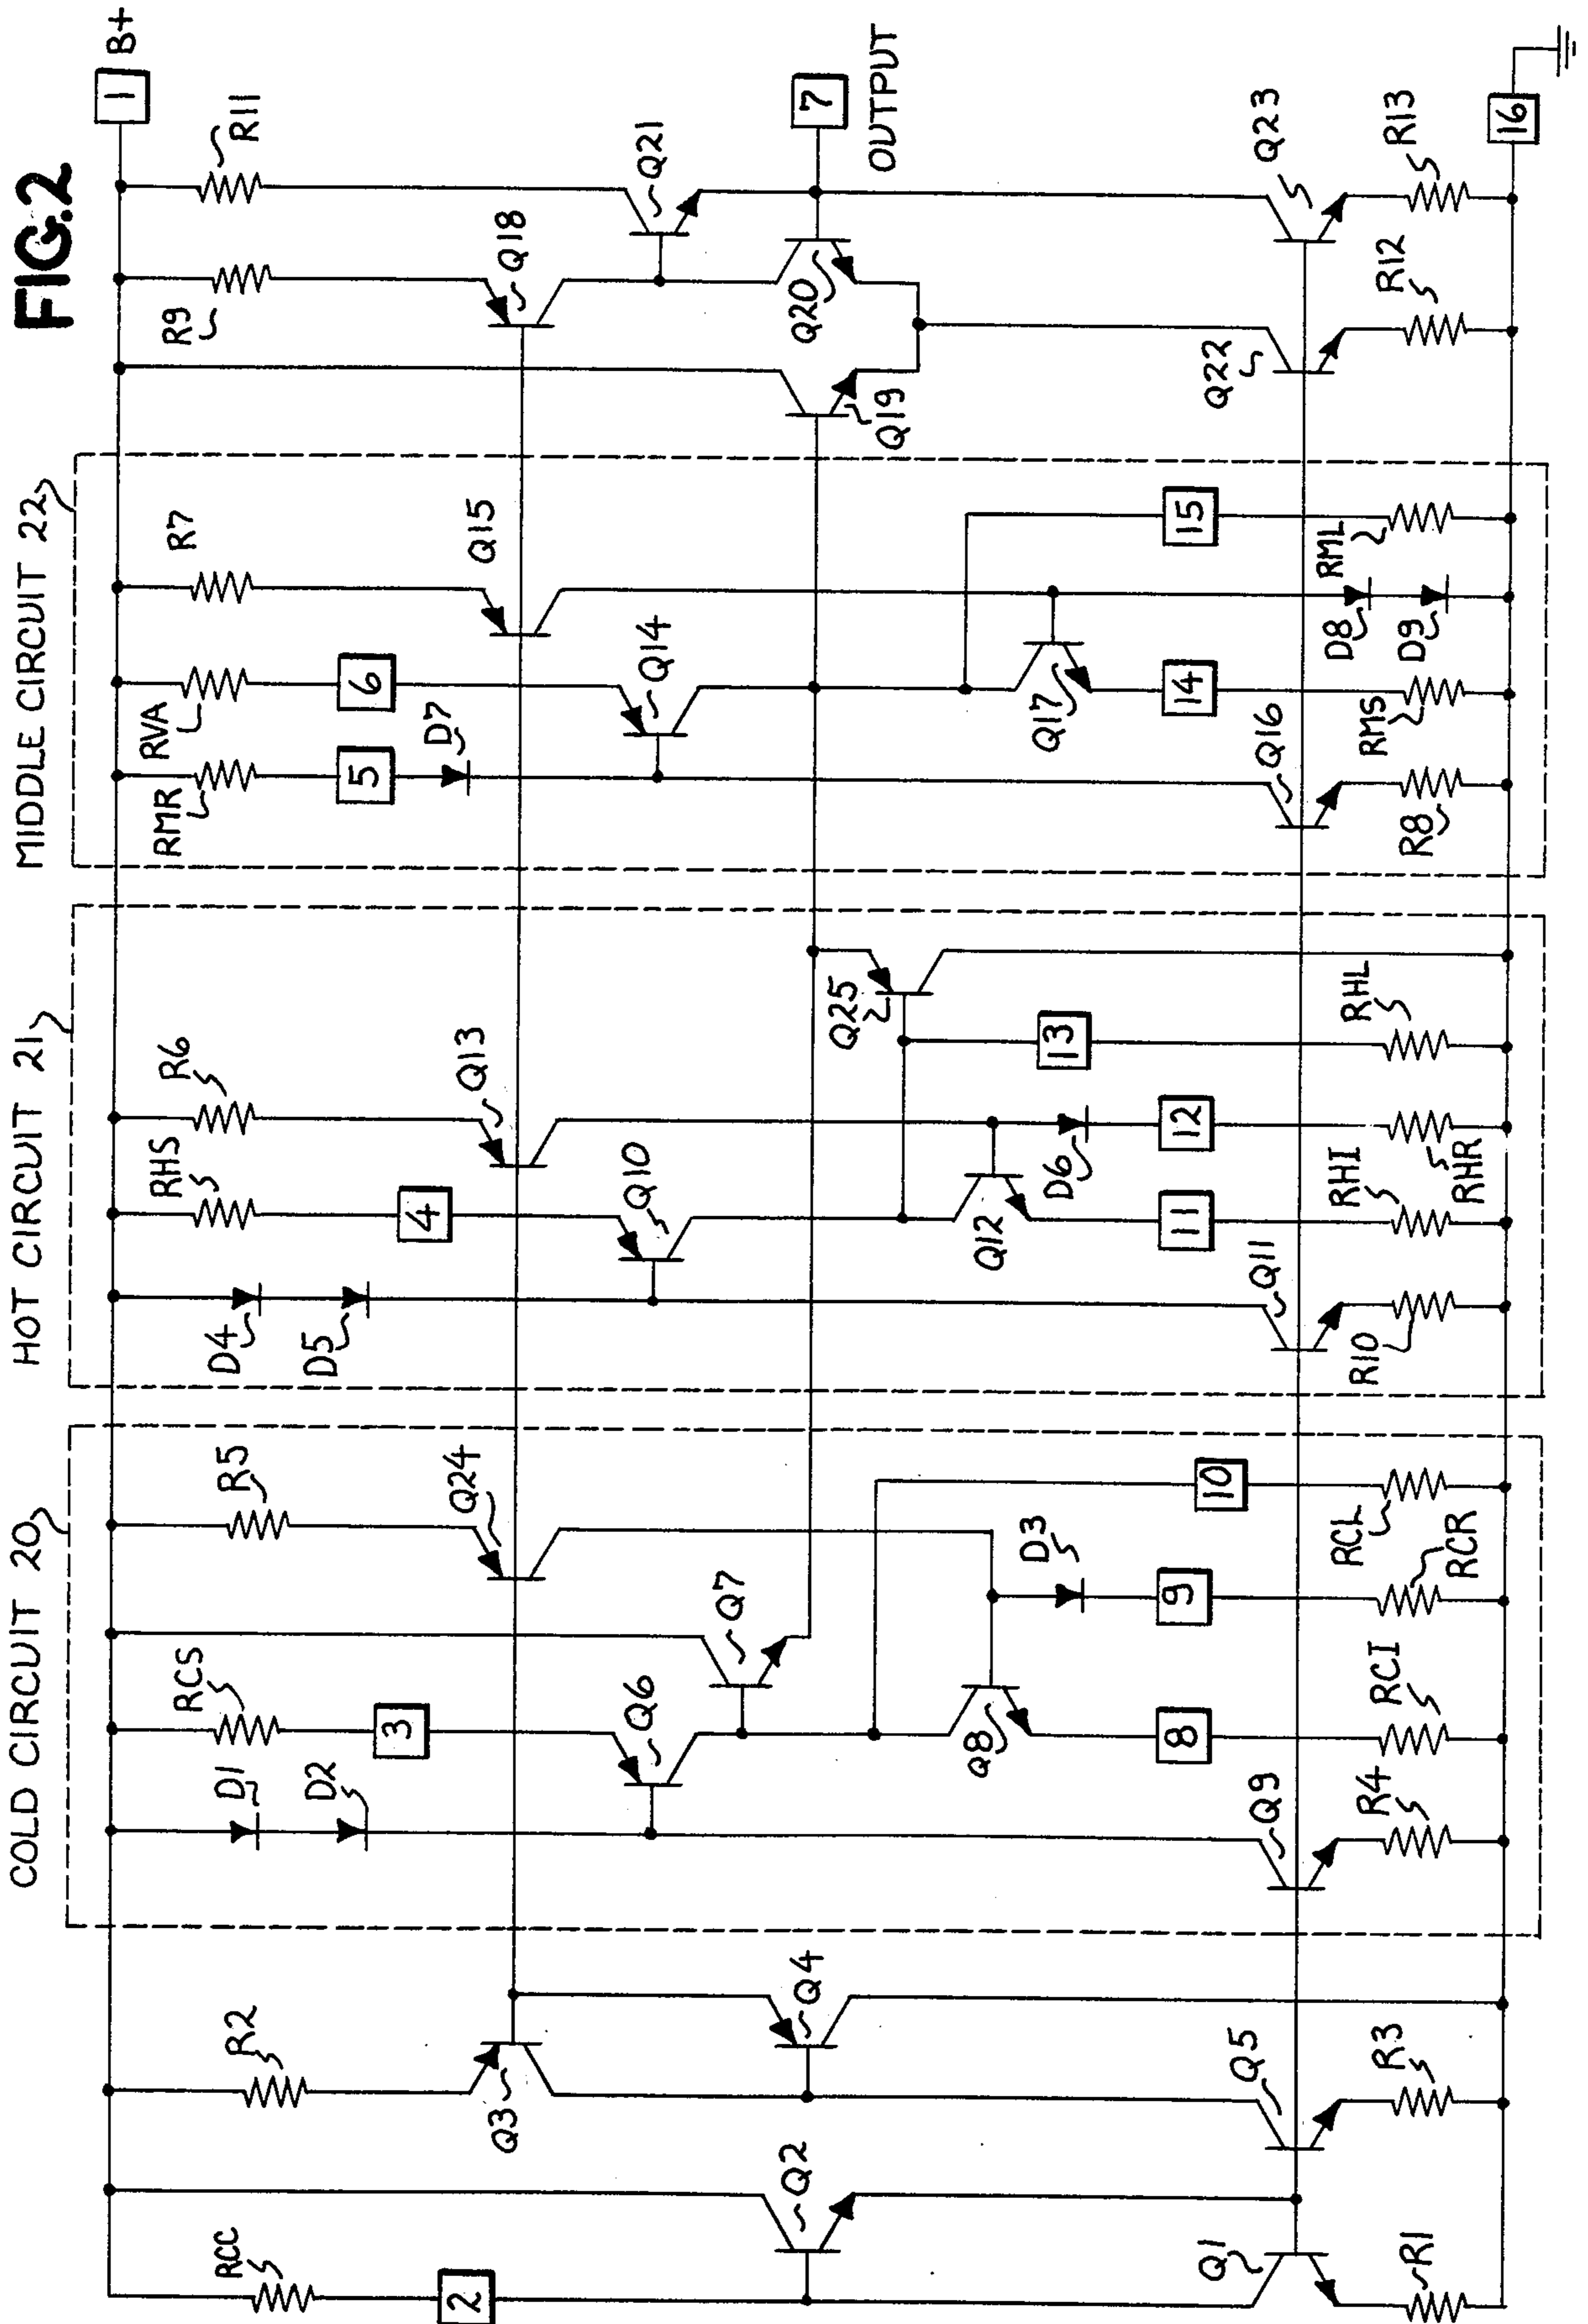 FIG.2
COLD CIRCUIT 20
HOT CIRCUIT 21
MIDDLE CIRCUIT 22
1 B+
RCC
R2
D1
RCS
R5
D4
RHS
R6
RMR
RVA
R7
R9
R11
2
D2
3
D5
4
5
6
D7
Q3
Q24
Q13
Q15
Q18
Q2
Q4
Q6
Q7
Q10
Q14
Q21
7
OUTPUT
Q19
Q20
Q8
D3
Q12
D6
Q25
Q17
8
9
10
11
12
13
14
15
Q1
Q5
Q9
Q11
Q16
Q22
Q23
R1
R3
R4
RCI
RCR
RCL
R10
RHI
RHR
RHL
R8
RMS
D8
D9
RML
R12
R13
16